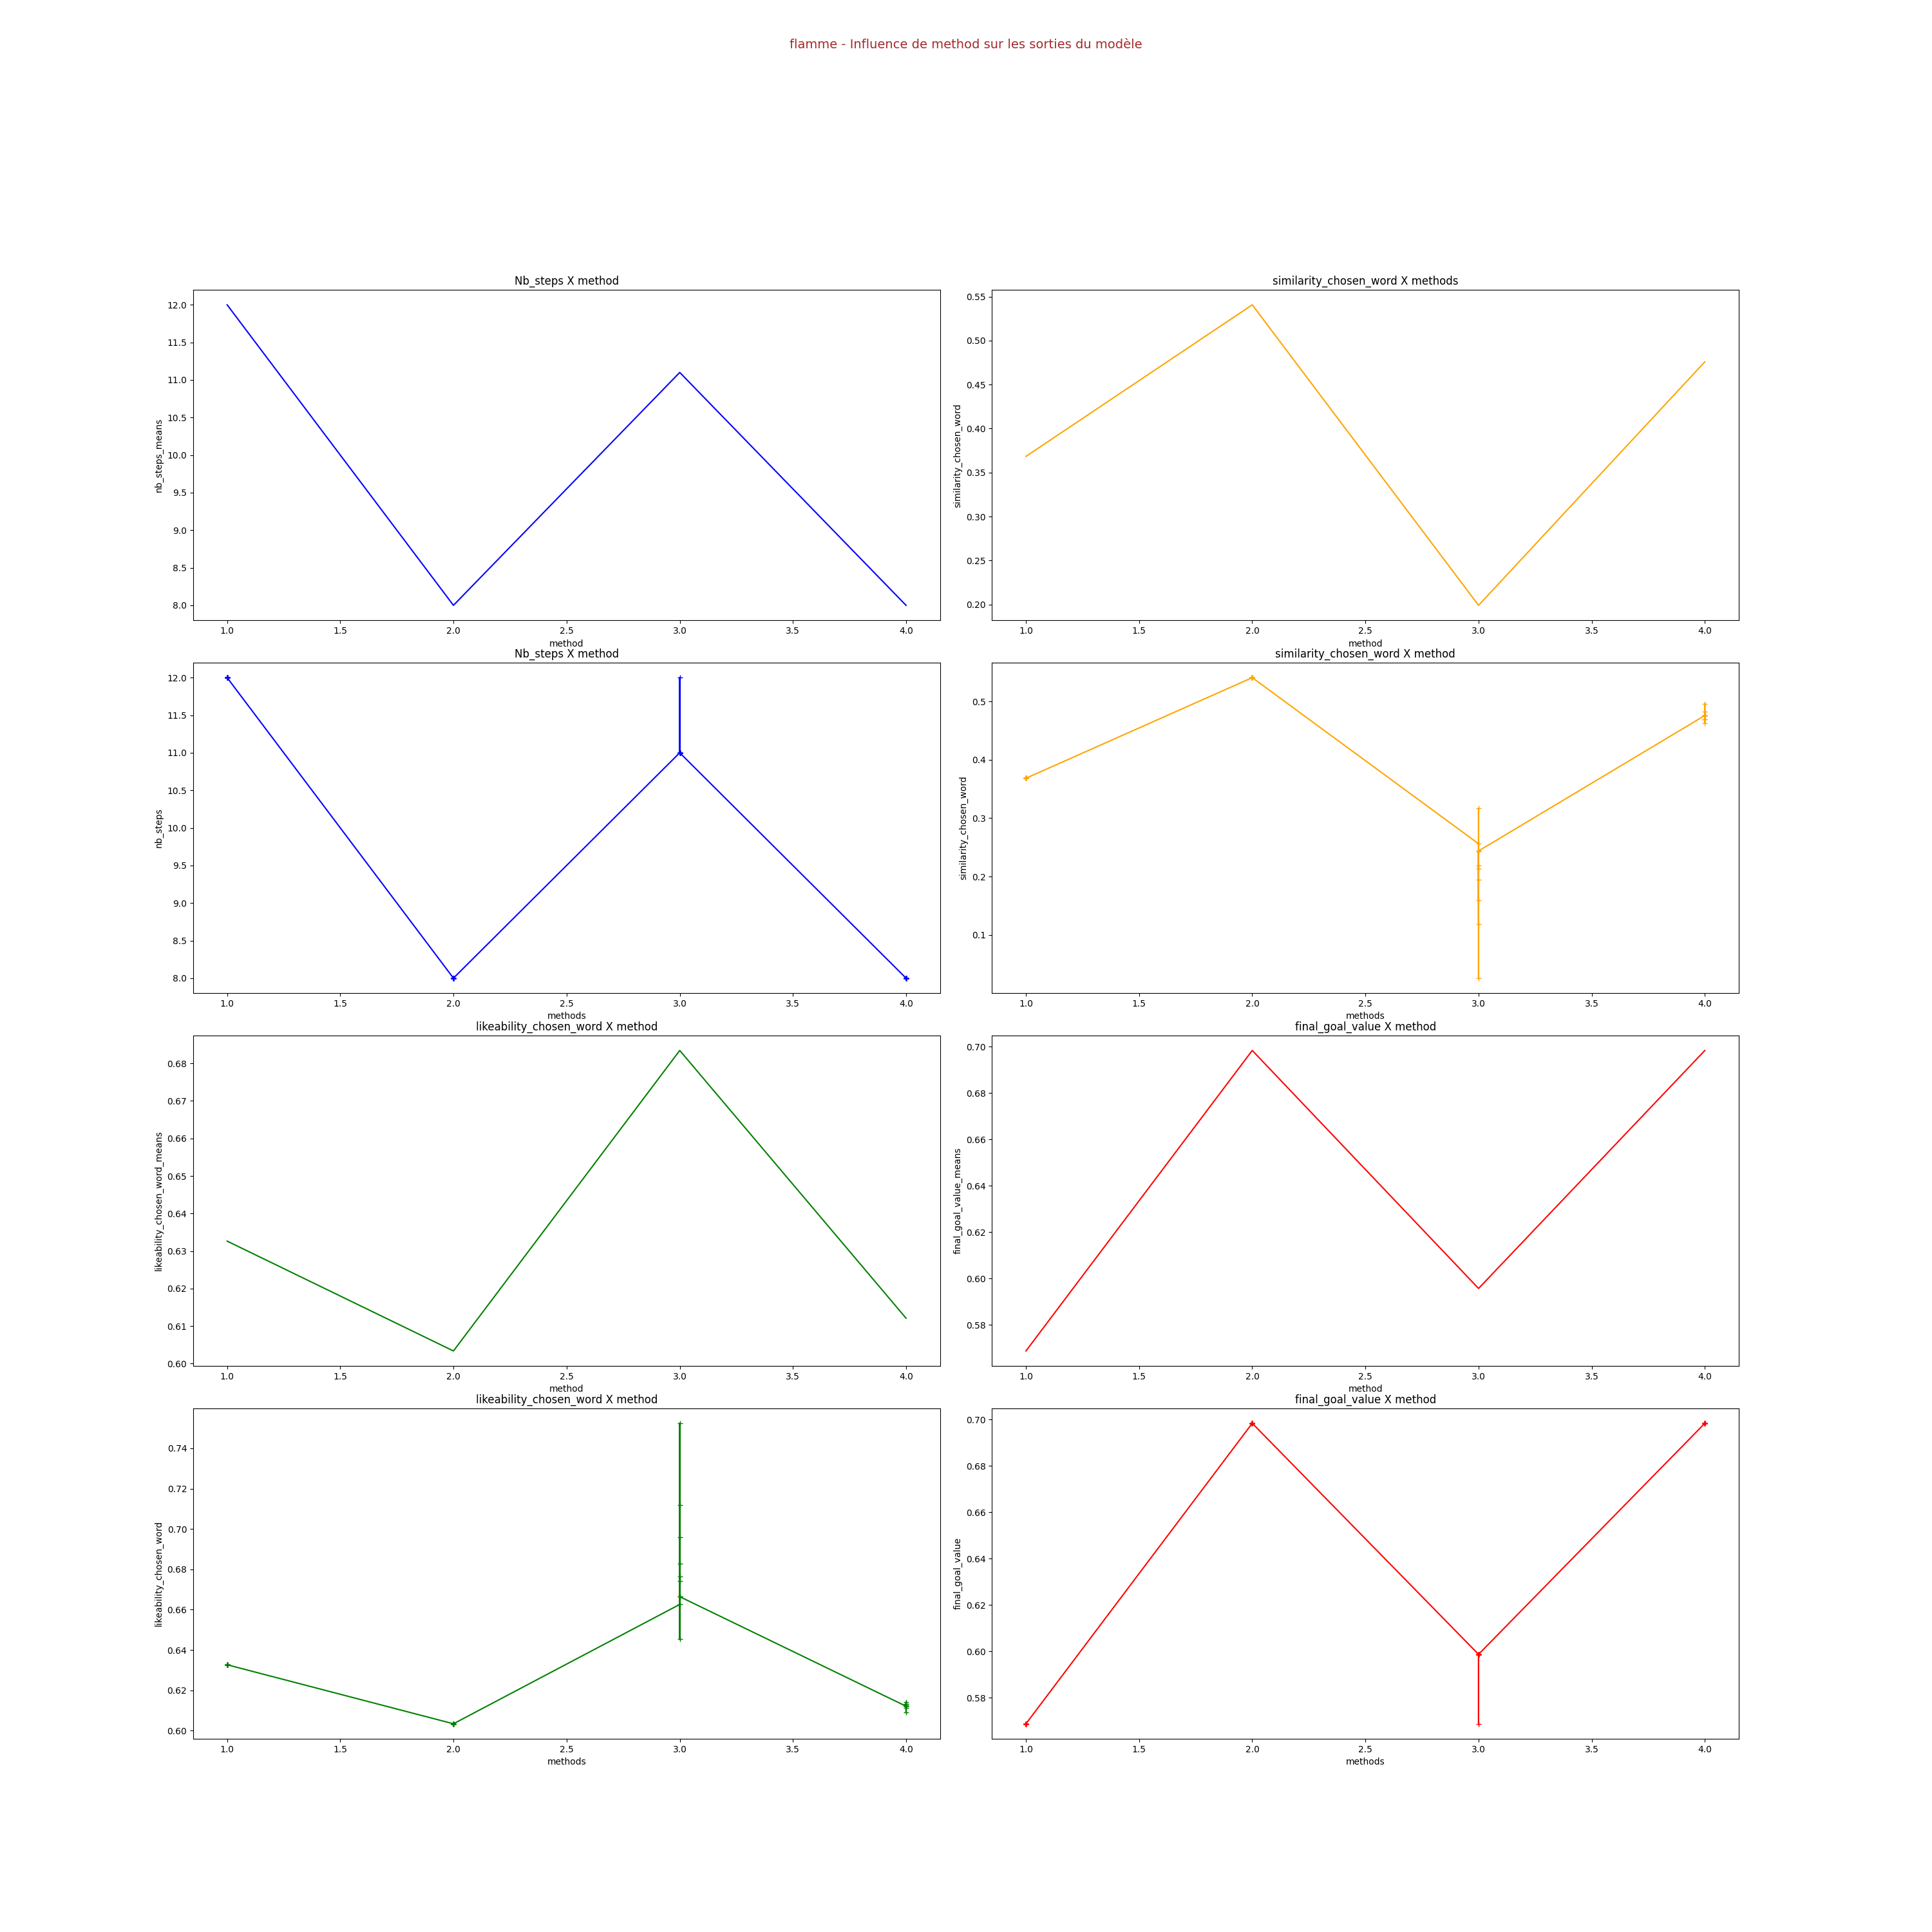 flamme - Influence de method sur les sorties du modèle
Nb_steps X method
nb_steps_means
12.0
11.5
11.0
10.5
10.0
9.5
9.0
8.5
8.0
1.0 1.5 2.0 2.5 3.0 3.5 4.0
method
similarity_chosen_word X methods
similarity_chosen_word
0.55
0.50
0.45
0.40
0.35
0.30
0.25
0.20
1.0 1.5 2.0 2.5 3.0 3.5 4.0
method
Nb_steps X method
nb_steps
12.0
11.5
11.0
10.5
10.0
9.5
9.0
8.5
8.0
1.0 1.5 2.0 2.5 3.0 3.5 4.0
methods
similarity_chosen_word X method
similarity_chosen_word
0.5
0.4
0.3
0.2
0.1
1.0 1.5 2.0 2.5 3.0 3.5 4.0
methods
likeability_chosen_word X method
likeability_chosen_word_means
0.68
0.67
0.66
0.65
0.64
0.63
0.62
0.61
0.60
1.0 1.5 2.0 2.5 3.0 3.5 4.0
method
final_goal_value X method
final_goal_value_means
0.70
0.68
0.66
0.64
0.62
0.60
0.58
1.0 1.5 2.0 2.5 3.0 3.5 4.0
method
likeability_chosen_word X method
likeability_chosen_word
0.74
0.72
0.70
0.68
0.66
0.64
0.62
0.60
1.0 1.5 2.0 2.5 3.0 3.5 4.0
methods
final_goal_value X method
final_goal_value
0.70
0.68
0.66
0.64
0.62
0.60
0.58
1.0 1.5 2.0 2.5 3.0 3.5 4.0
methods